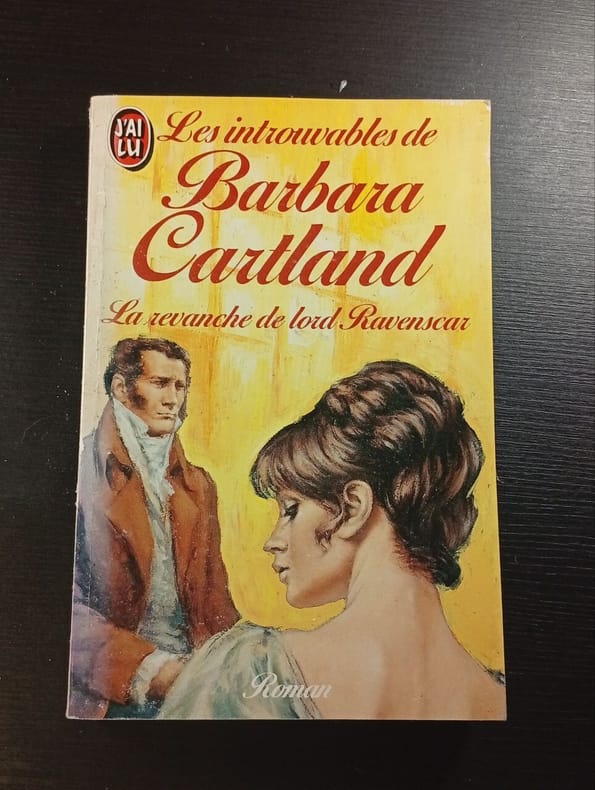 J'AI
LU
Les introuvables de
Barbara
Cartland
La revanche de lord Ravenscar
Roman